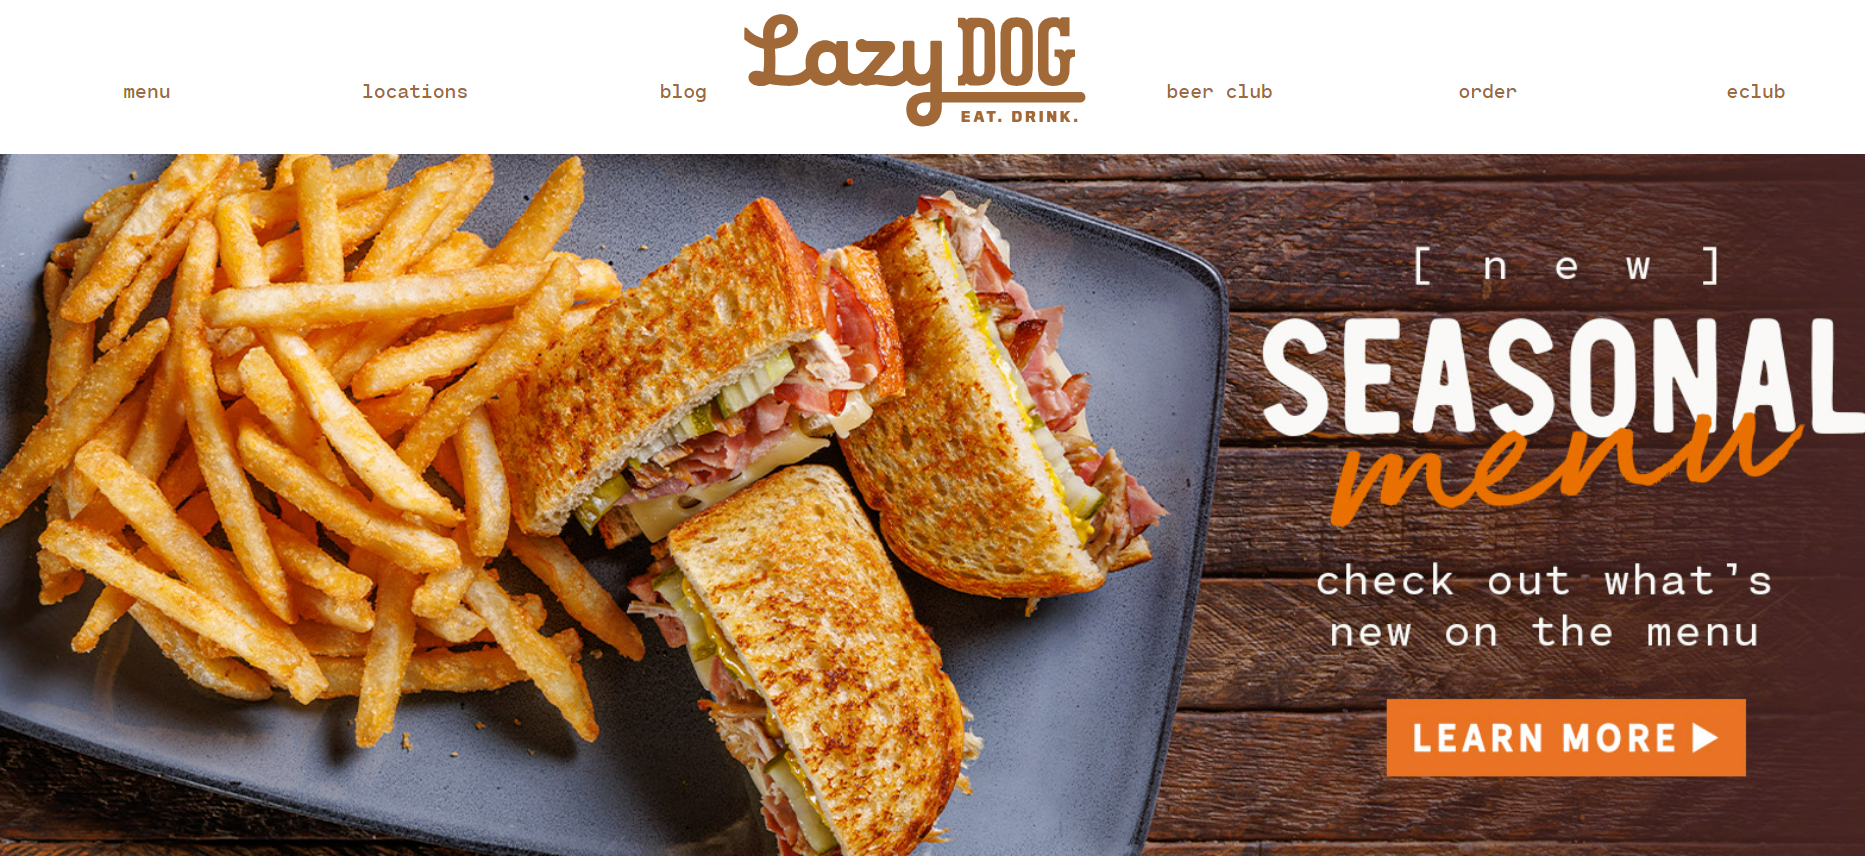 menu
locations
blog
Lazy DOG
EAT. DRINK.
beer club
order
eclub
[ new ]
SEASONAL
menu
check out what's
new on the menu
LEARN MORE